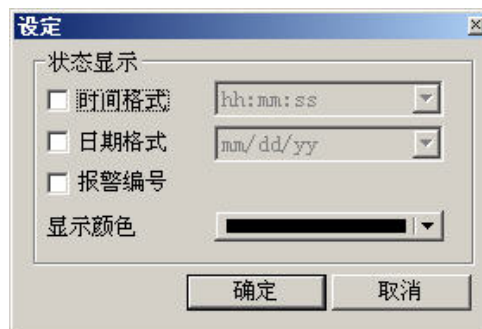 设定
状态显示
时间格式 hh:mm:ss
日期格式 mm/dd/yy
报警编号
显示颜色
确定 取消